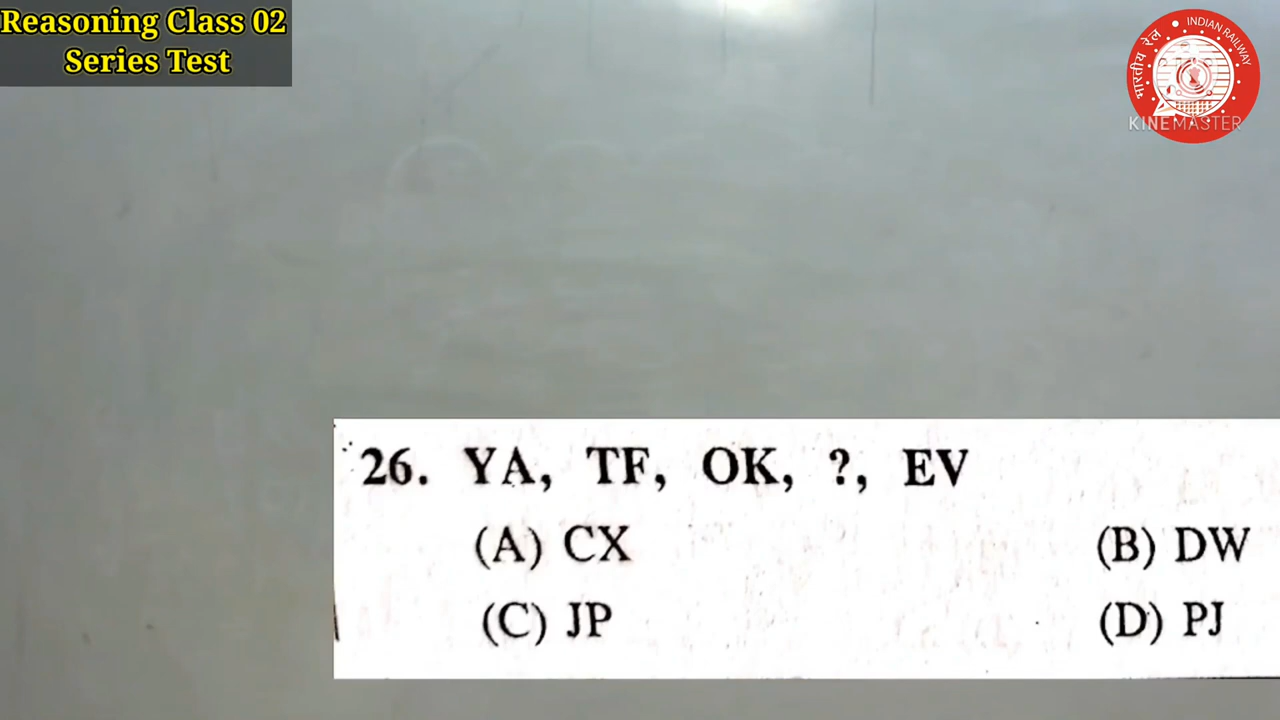 Reasoning Class 02
Series Test
भारतीय रेल INDIAN RAILWAY
KINEMASTER
26. YA, TF, OK, ?, EV
(A) CX (B) DW
(C) JP (D) PJ